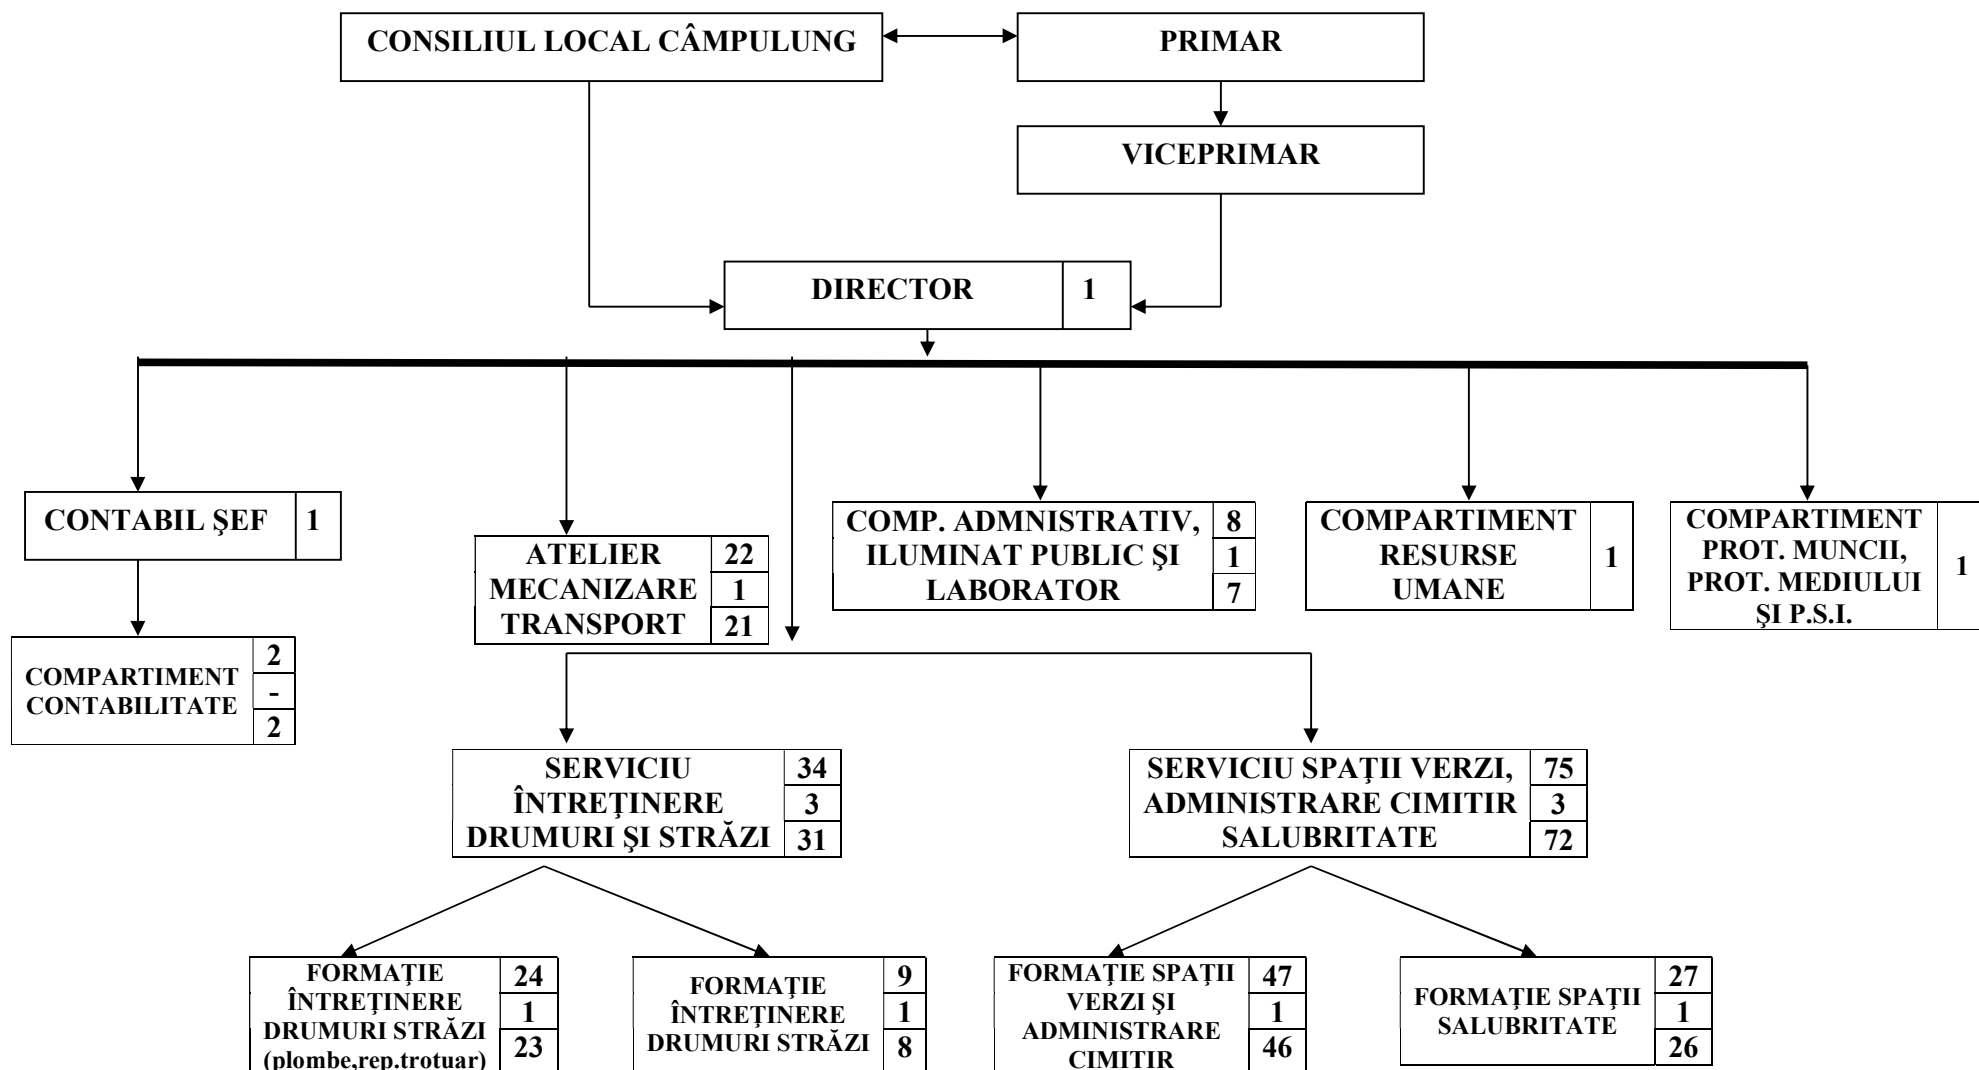 CONSILIUL LOCAL CÂMPULUNG
PRIMAR
VICEPRIMAR
DIRECTOR 1
CONTABIL ŞEF 1
COMPARTIMENT
CONTABILITATE
2
-
2
ATELIER
MECANIZARE
TRANSPORT
22
1
21
COMP. ADMNISTRATIV,
ILUMINAT PUBLIC ŞI
LABORATOR
8
1
7
COMPARTIMENT
RESURSE
UMANE
1
COMPARTIMENT
PROT. MUNCII,
PROT. MEDIULUI
ŞI P.S.I.
1
SERVICIU
ÎNTREŢINERE
DRUMURI ŞI STRĂZI
34
3
31
SERVICIU SPAŢII VERZI,
ADMINISTRARE CIMITIR
SALUBRITATE
75
3
72
FORMAŢIE
ÎNTREŢINERE
DRUMURI STRĂZI
(plombe,rep.trotuar)
24
1
23
FORMAŢIE
ÎNTREŢINERE
DRUMURI STRĂZI
9
1
8
FORMAŢIE SPAŢII
VERZI ŞI
ADMINISTRARE
CIMITIR
47
1
46
FORMAŢIE SPAŢII
SALUBRITATE
27
1
26